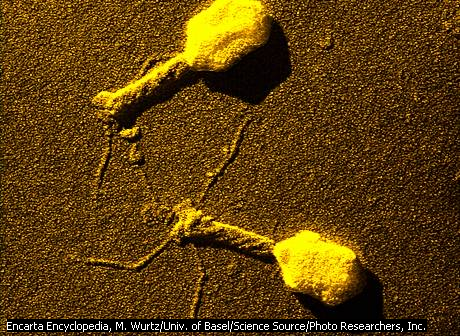 Encarta Encyclopedia, M. Wurtz/Univ. of Basel/Science Source/Photo Researchers, Inc.